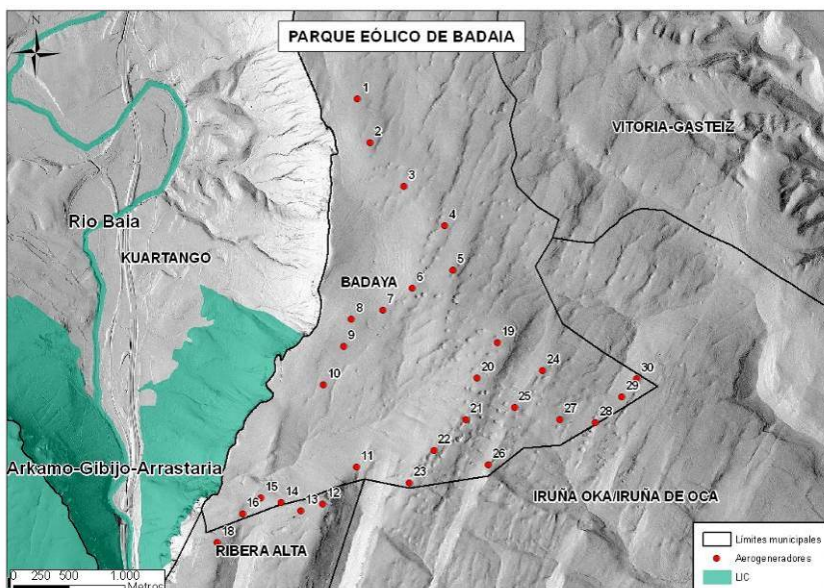 PARQUE EÓLICO DE BADAIA
N
1
2
VITORIA-GASTEIZ
3
Rio Baia
4
KUARTANGO
5
BADAYA
6
7
8
9
19
24
20
30
10
29
25
21
27
28
22
11
26
Arkamo-Gibijo-Arrastaria
23
15
14
12
16
13
IRUÑA OKA/IRUÑA DE OCA
18
RIBERA ALTA
Límites municipales
Aerogeneradores
LIC
0 250 500 1.000
Metros